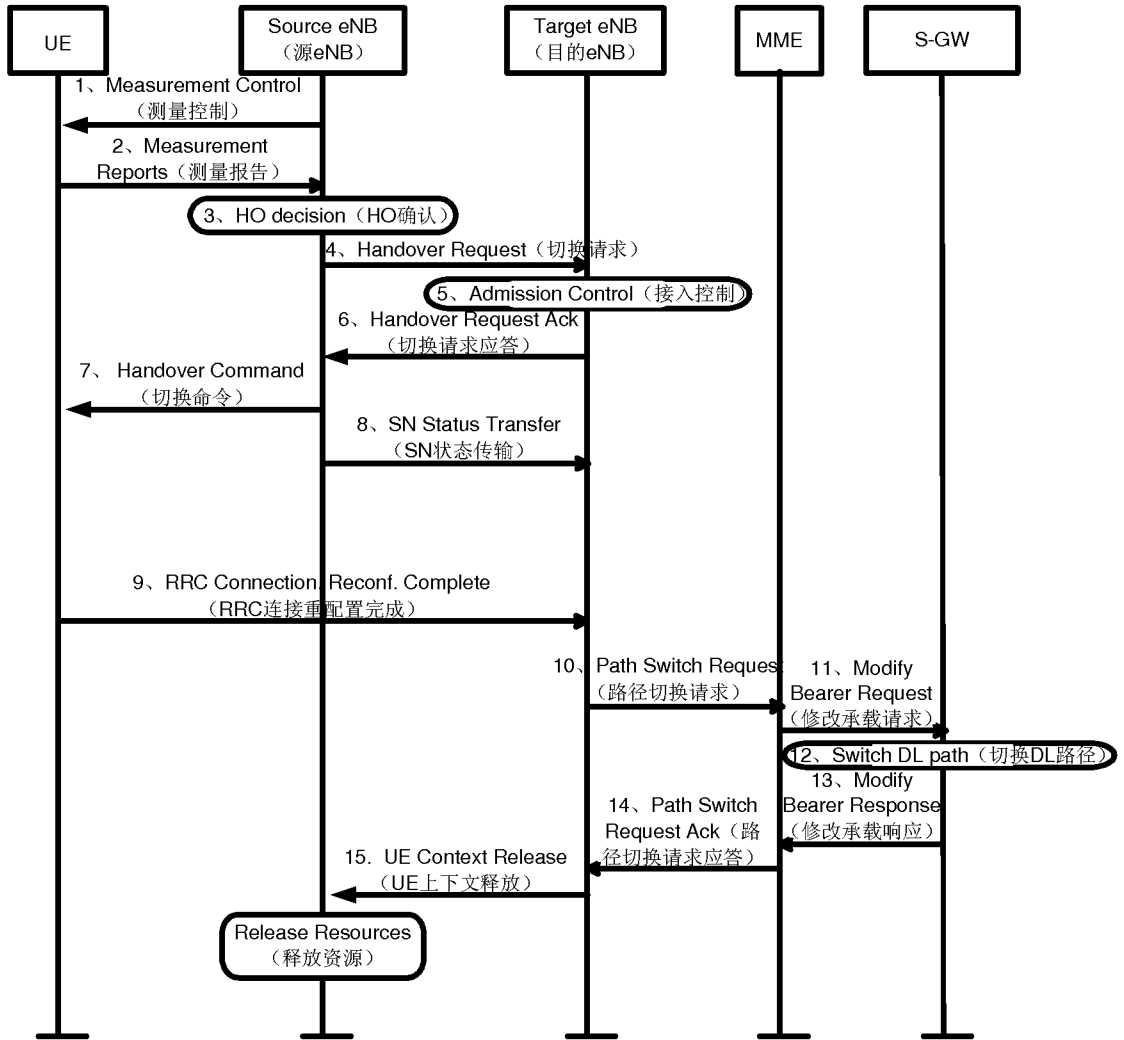 UE
Source eNB
(源eNB)
Target eNB
(目的eNB)
MME
S-GW
1、Measurement Control
(测量控制)
2、Measurement
Reports(测量报告)
3、HO decision(HO确认)
4、Handover Request(切换请求)
5、Admission Control(接入控制)
6、Handover Request Ack
(切换请求应答)
7、 Handover Command
(切换命令)
8、SN Status Transfer
(SN状态传输)
9、RRC Connection. Reconf. Complete
(RRC连接重配置完成)
10、Path Switch Request
(路径切换请求)
11、Modify
Bearer Request
(修改承载请求)
12、Switch DL path(切换DL路径)
13、Modify
Bearer Response
(修改承载响应)
14、Path Switch
Request Ack(路
径切换请求应答)
15. UE Context Release
(UE上下文释放)
Release Resources
(释放资源)